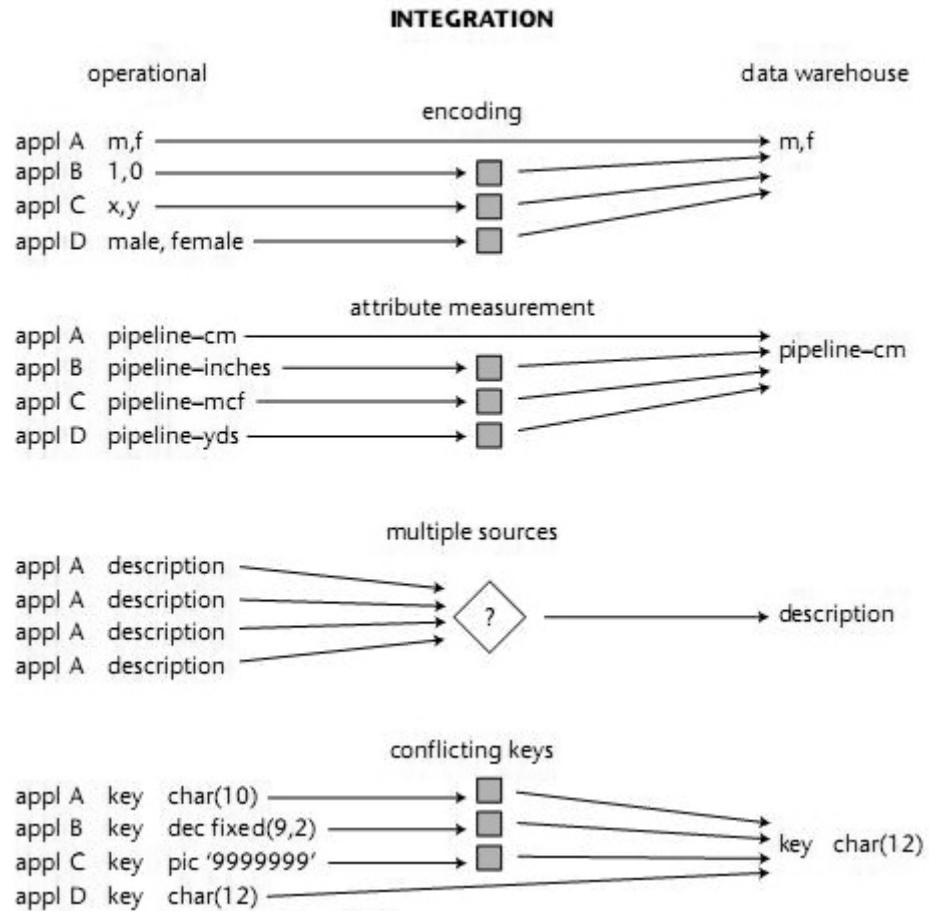 INTEGRATION
operational data warehouse
encoding
appl A m,f m,f
appl B 1,0
appl C x,y
appl D male, female
attribute measurement
appl A pipeline–cm pipeline–cm
appl B pipeline–inches
appl C pipeline–mcf
appl D pipeline–yds
multiple sources
appl A description
appl A description
? description
appl A description
appl A description
conflicting keys
appl A key char(10)
appl B key dec fixed(9,2)
key char(12)
appl C key pic ‘9999999’
appl D key char(12)